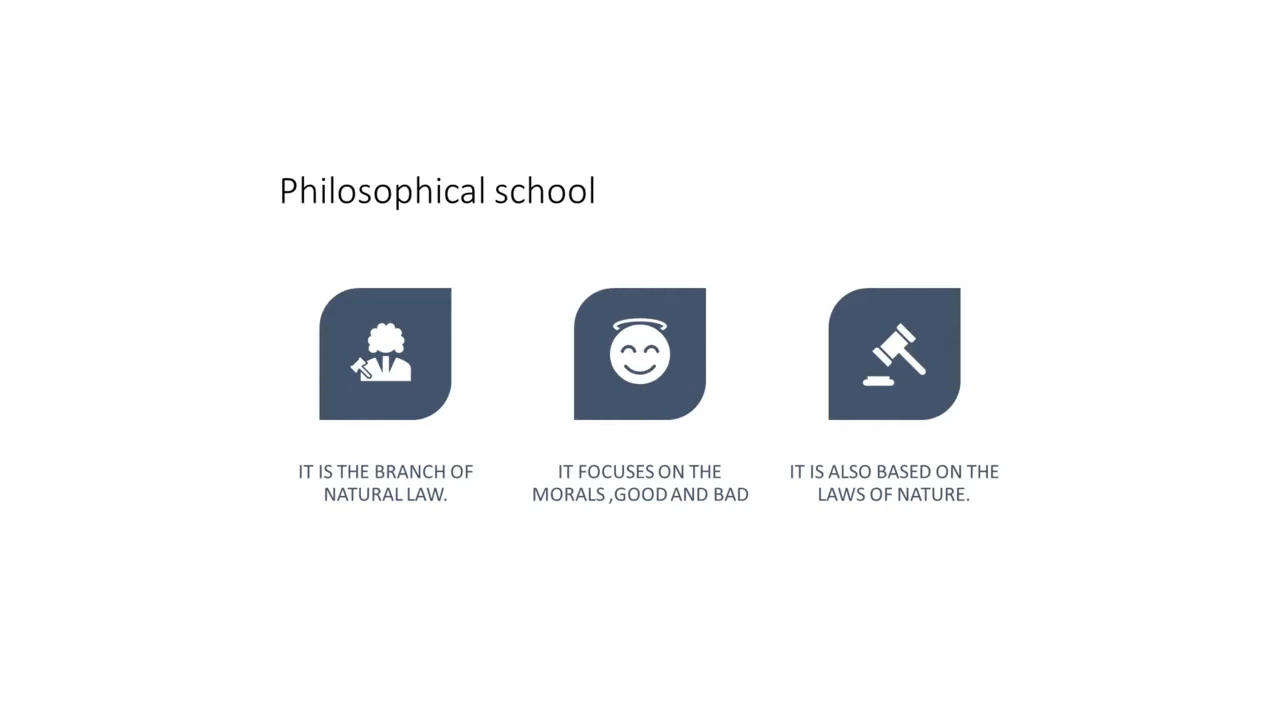 Philosophical school
IT IS THE BRANCH OF
NATURAL LAW.
IT FOCUSES ON THE
MORALS ,GOOD AND BAD
IT IS ALSO BASED ON THE
LAWS OF NATURE.